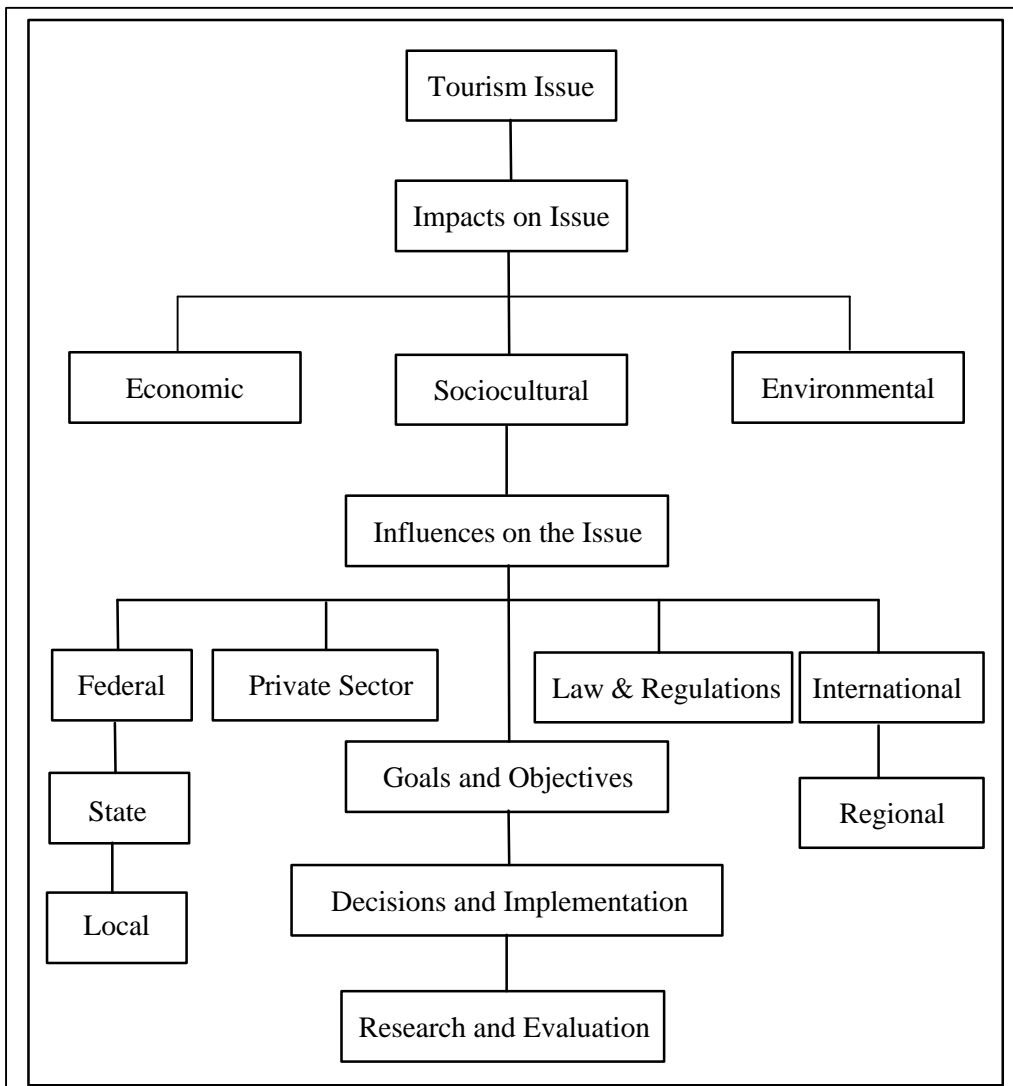 Tourism Issue
Impacts on Issue
Economic
Sociocultural
Environmental
Influences on the Issue
Federal
Private Sector
Law & Regulations
International
Goals and Objectives
State
Regional
Decisions and Implementation
Local
Research and Evaluation